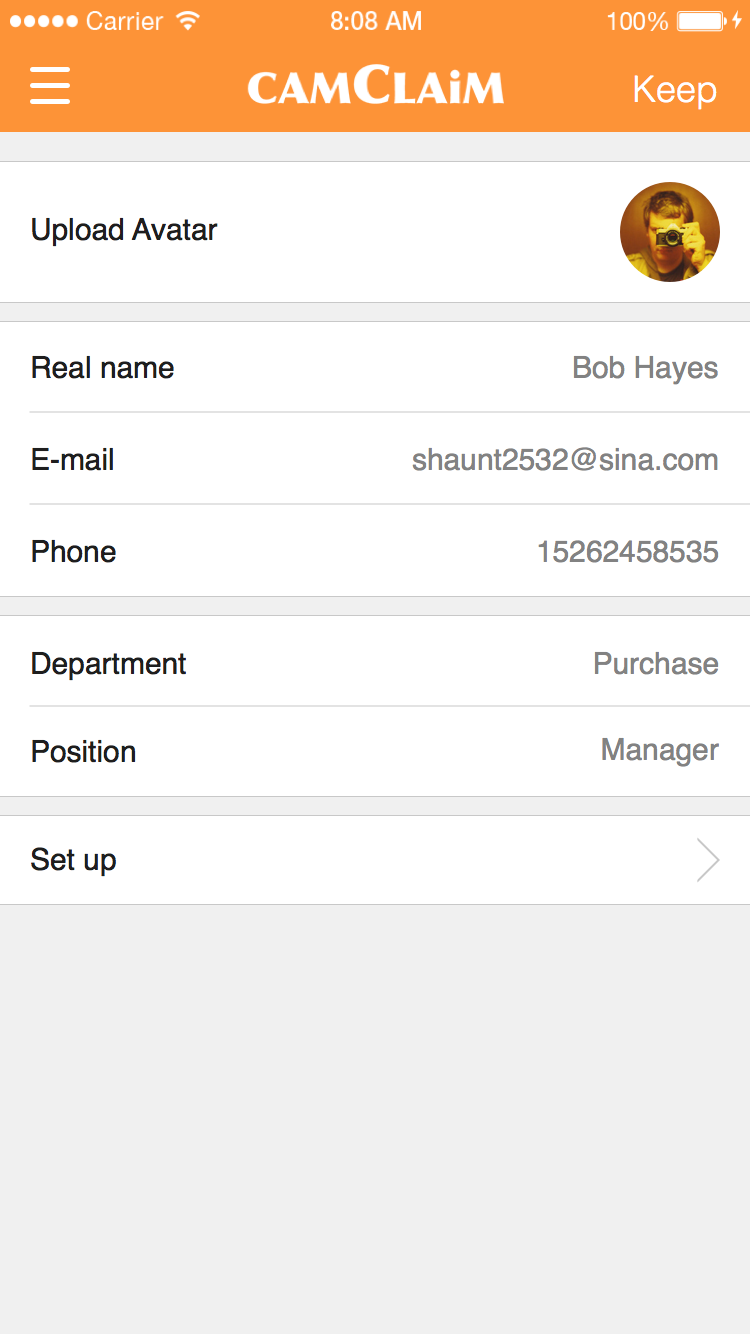 Carrier 8:08 AM 100%
CAMCLAiM Keep
Upload Avatar
Real name Bob Hayes
E-mail shaunt2532@sina.com
Phone 15262458535
Department Purchase
Position Manager
Set up